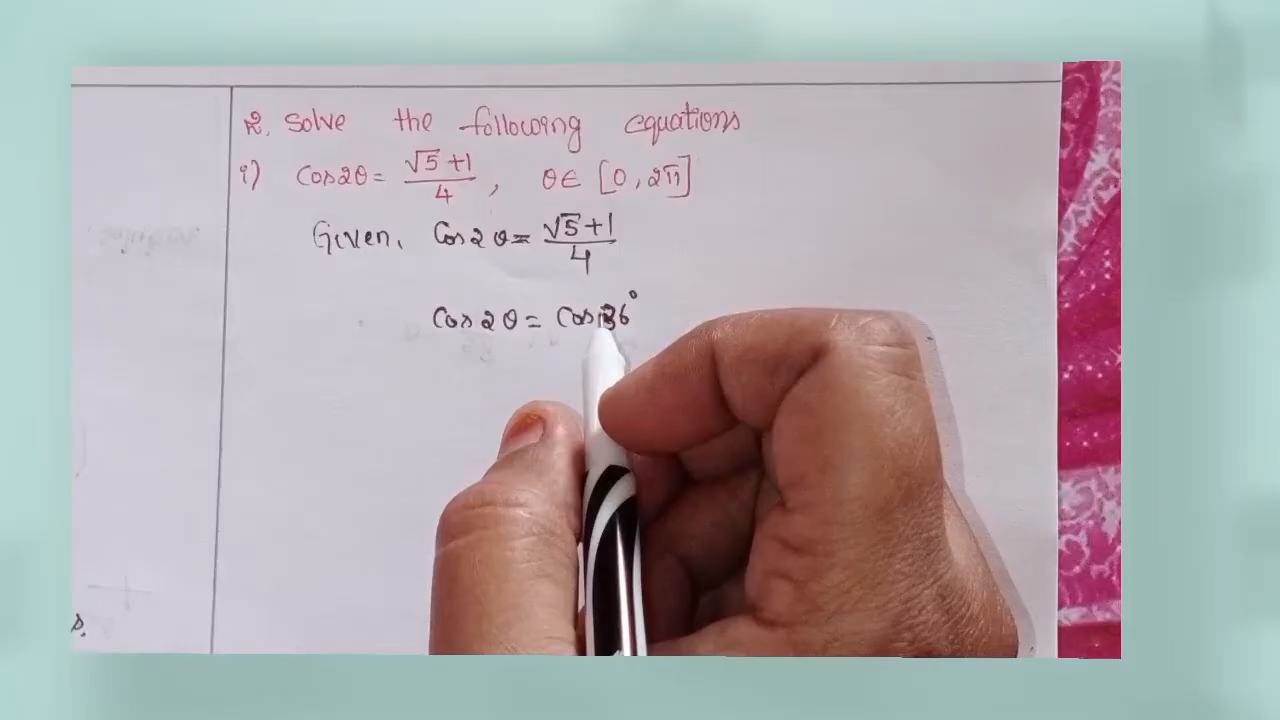 2. Solve the following equations
i) cos2θ = √5+1/4, θ∈ [0, 2π]
Given, Cos2θ = √5+1/4
Cos2θ = Cos36°